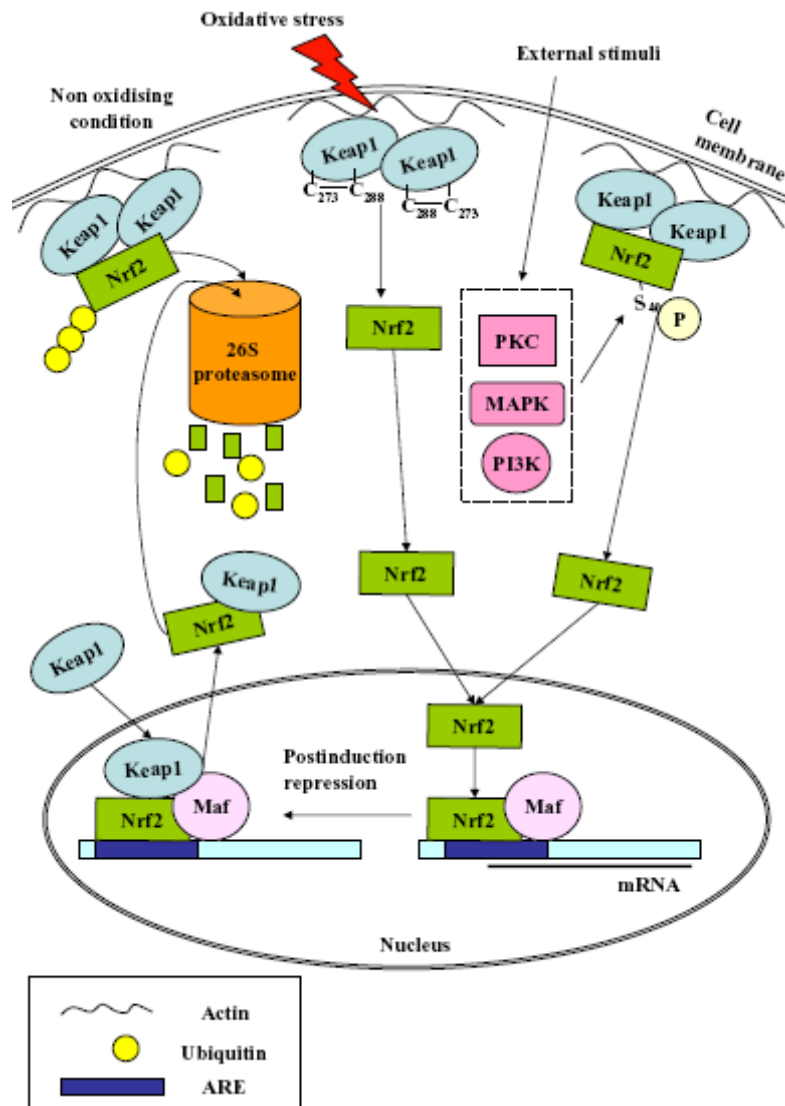 Oxidative stress
External stimuli
Non oxidising
condition
Cell
membrane
Keap1
Keap1
C273
C288
C288
C273
Keap1
Keap1
Nrf2
Keap1
Keap1
Nrf2
S40
P
26S
proteasome
Nrf2
PKC
MAPK
PI3K
Nrf2
Nrf2
Keap1
Nrf2
Keap1
Nrf2
Keap1
Nrf2
Maf
Postinduction
repression
Nrf2
Maf
mRNA
Nucleus
Actin
Ubiquitin
ARE